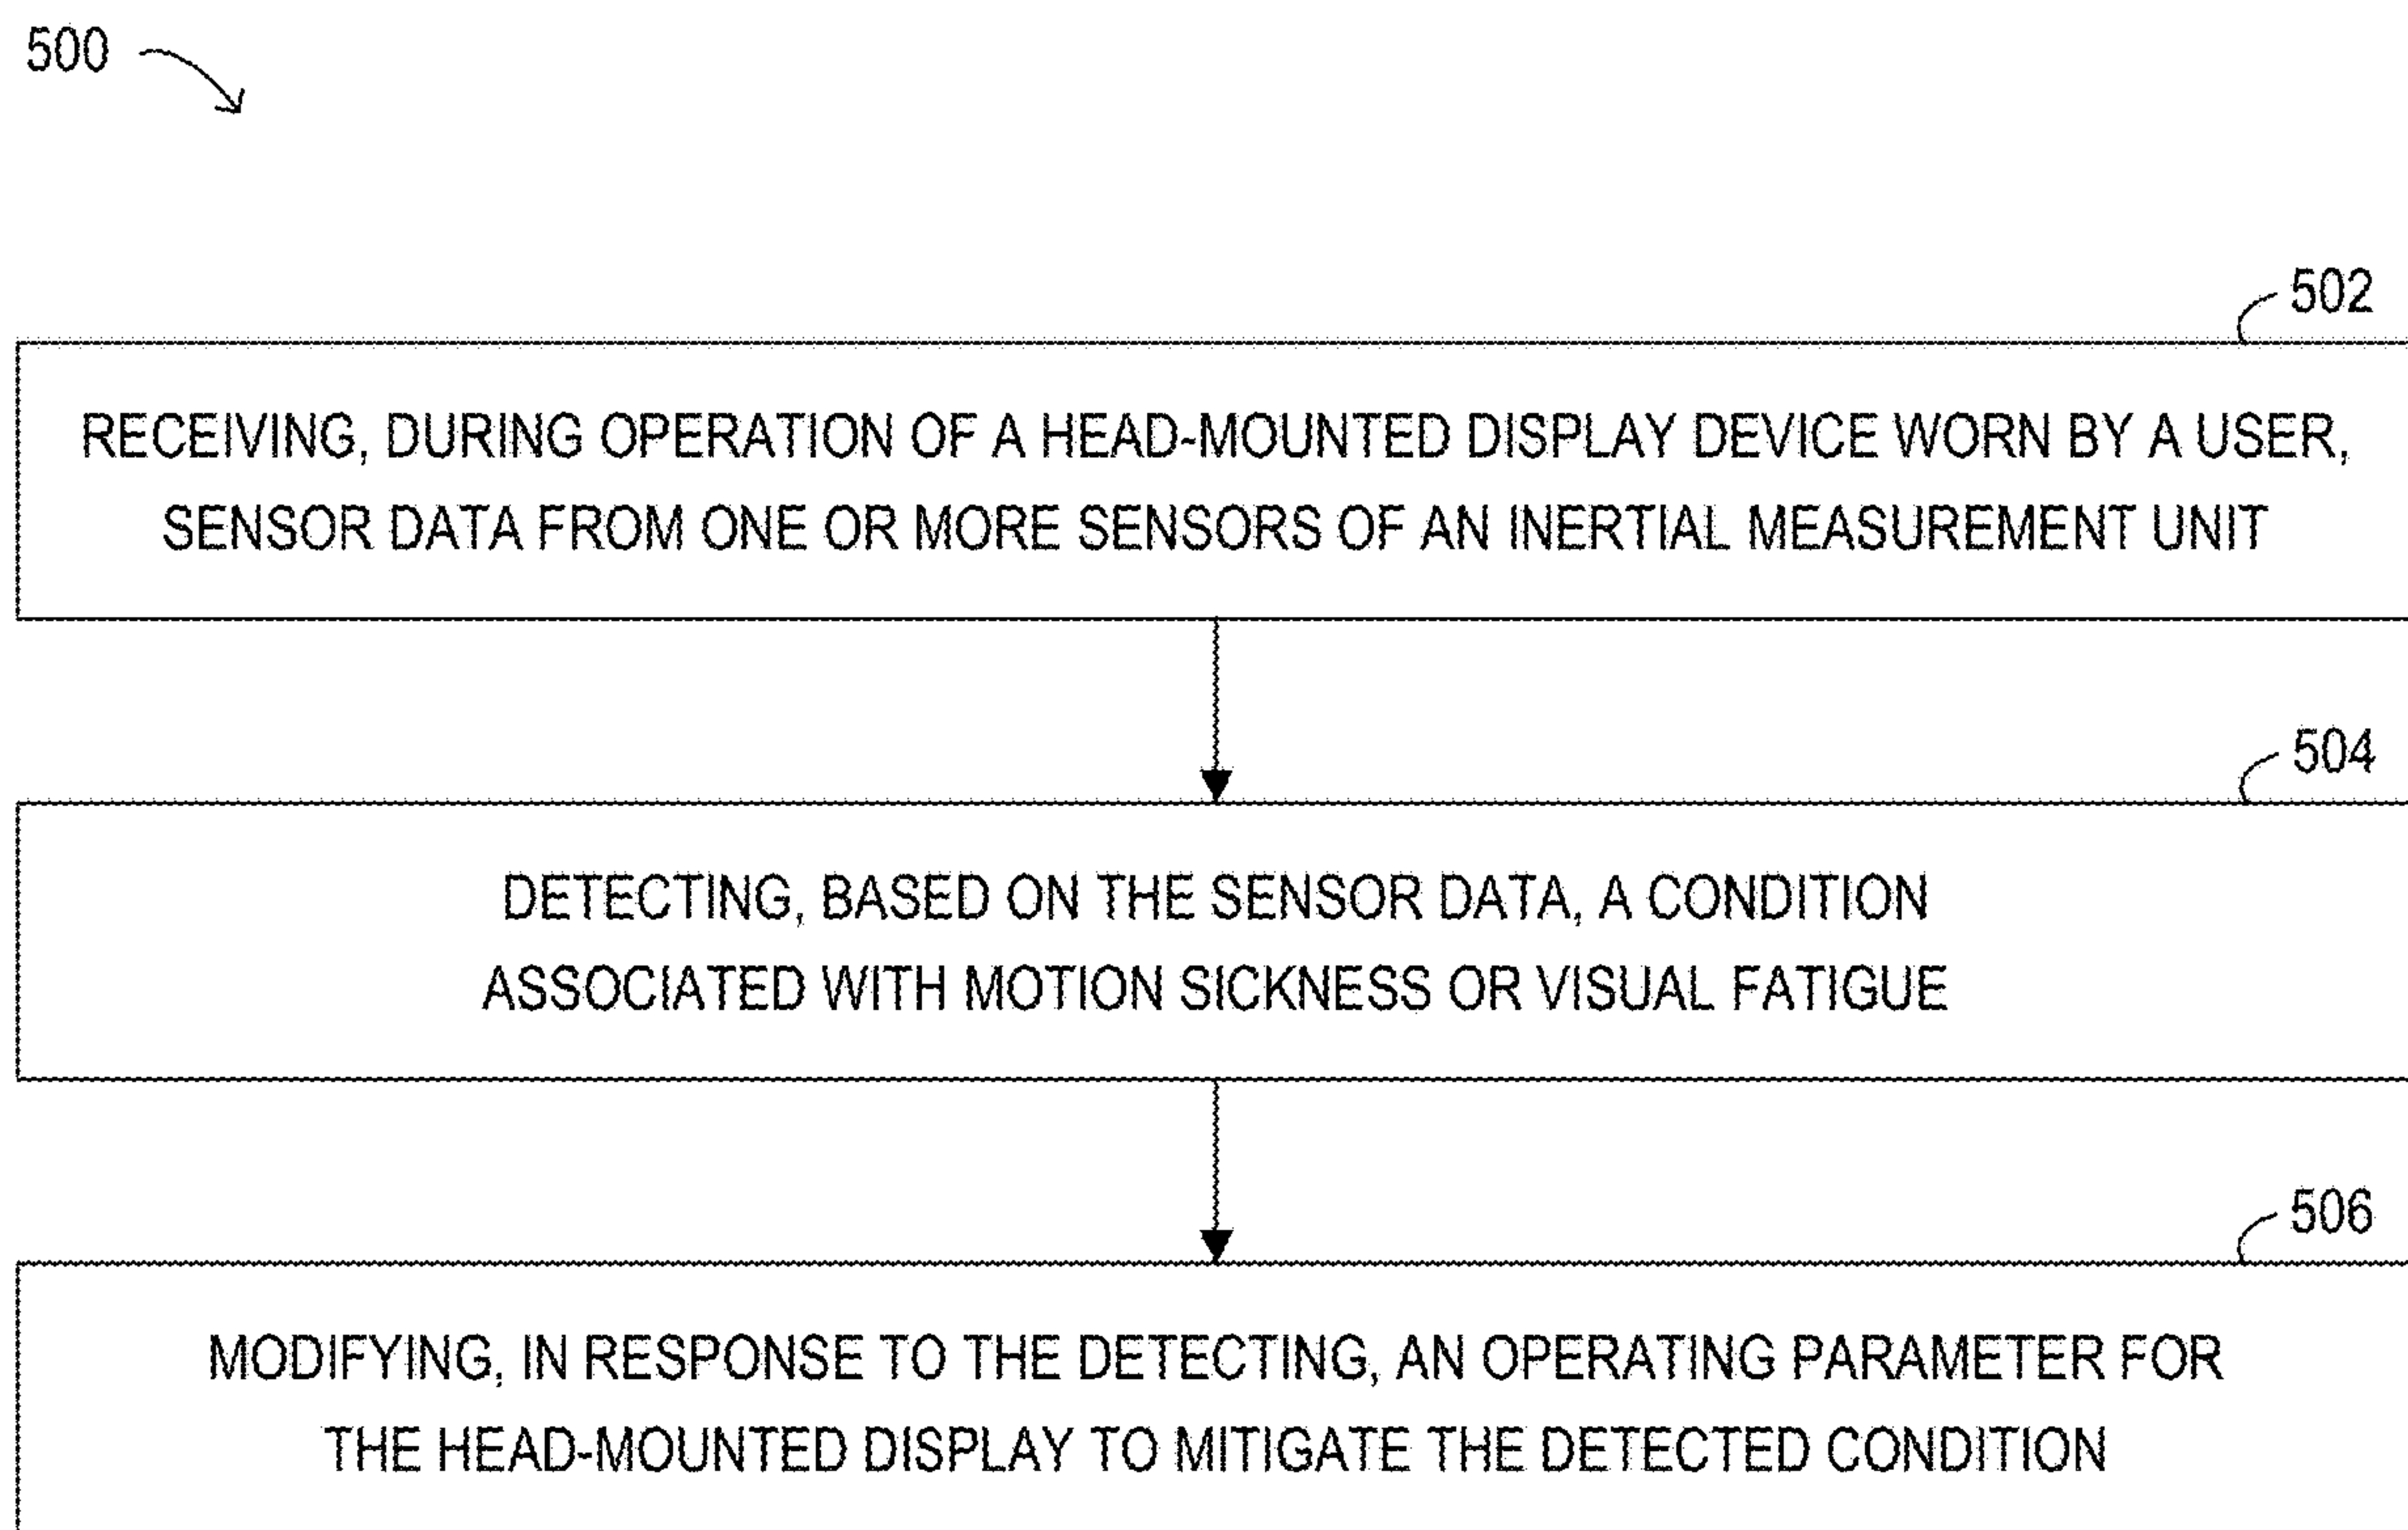 500
502
RECEIVING, DURING OPERATION OF A HEAD-MOUNTED DISPLAY DEVICE WORN BY A USER,
SENSOR DATA FROM ONE OR MORE SENSORS OF AN INERTIAL MEASUREMENT UNIT
504
DETECTING, BASED ON THE SENSOR DATA, A CONDITION
ASSOCIATED WITH MOTION SICKNESS OR VISUAL FATIGUE
506
MODIFYING, IN RESPONSE TO THE DETECTING, AN OPERATING PARAMETER FOR
THE HEAD-MOUNTED DISPLAY TO MITIGATE THE DETECTED CONDITION